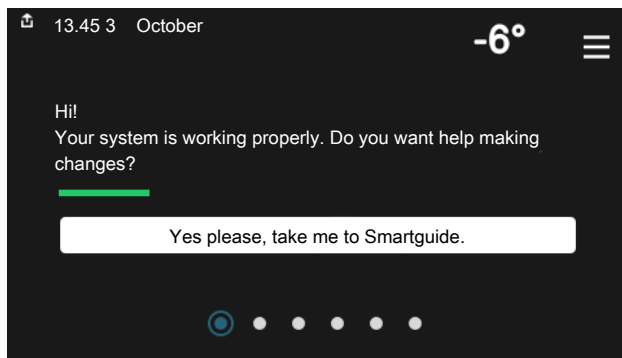 13.45 3 October
-6°
Hi!
Your system is working properly. Do you want help making
changes?
Yes please, take me to Smartguide.